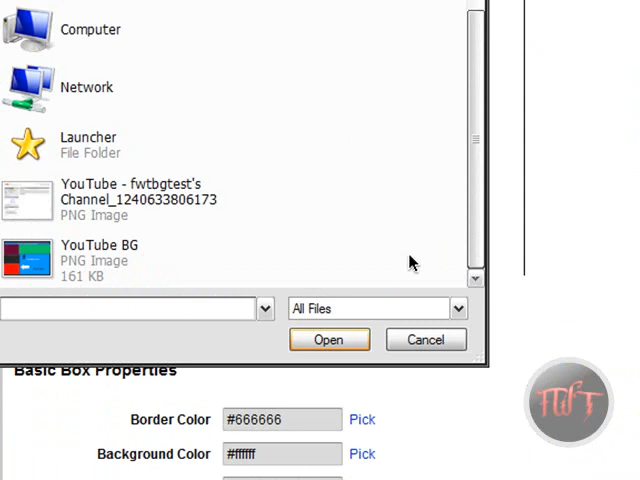 Computer
Network
Launcher
File Folder
YouTube - fwtbgtest's
Channel_1240633806173
PNG Image
YouTube BG
PNG Image
161 KB
All Files
Open Cancel
Basic Box Properties
Border Color #666666 Pick
Background Color #ffffff Pick
FWT